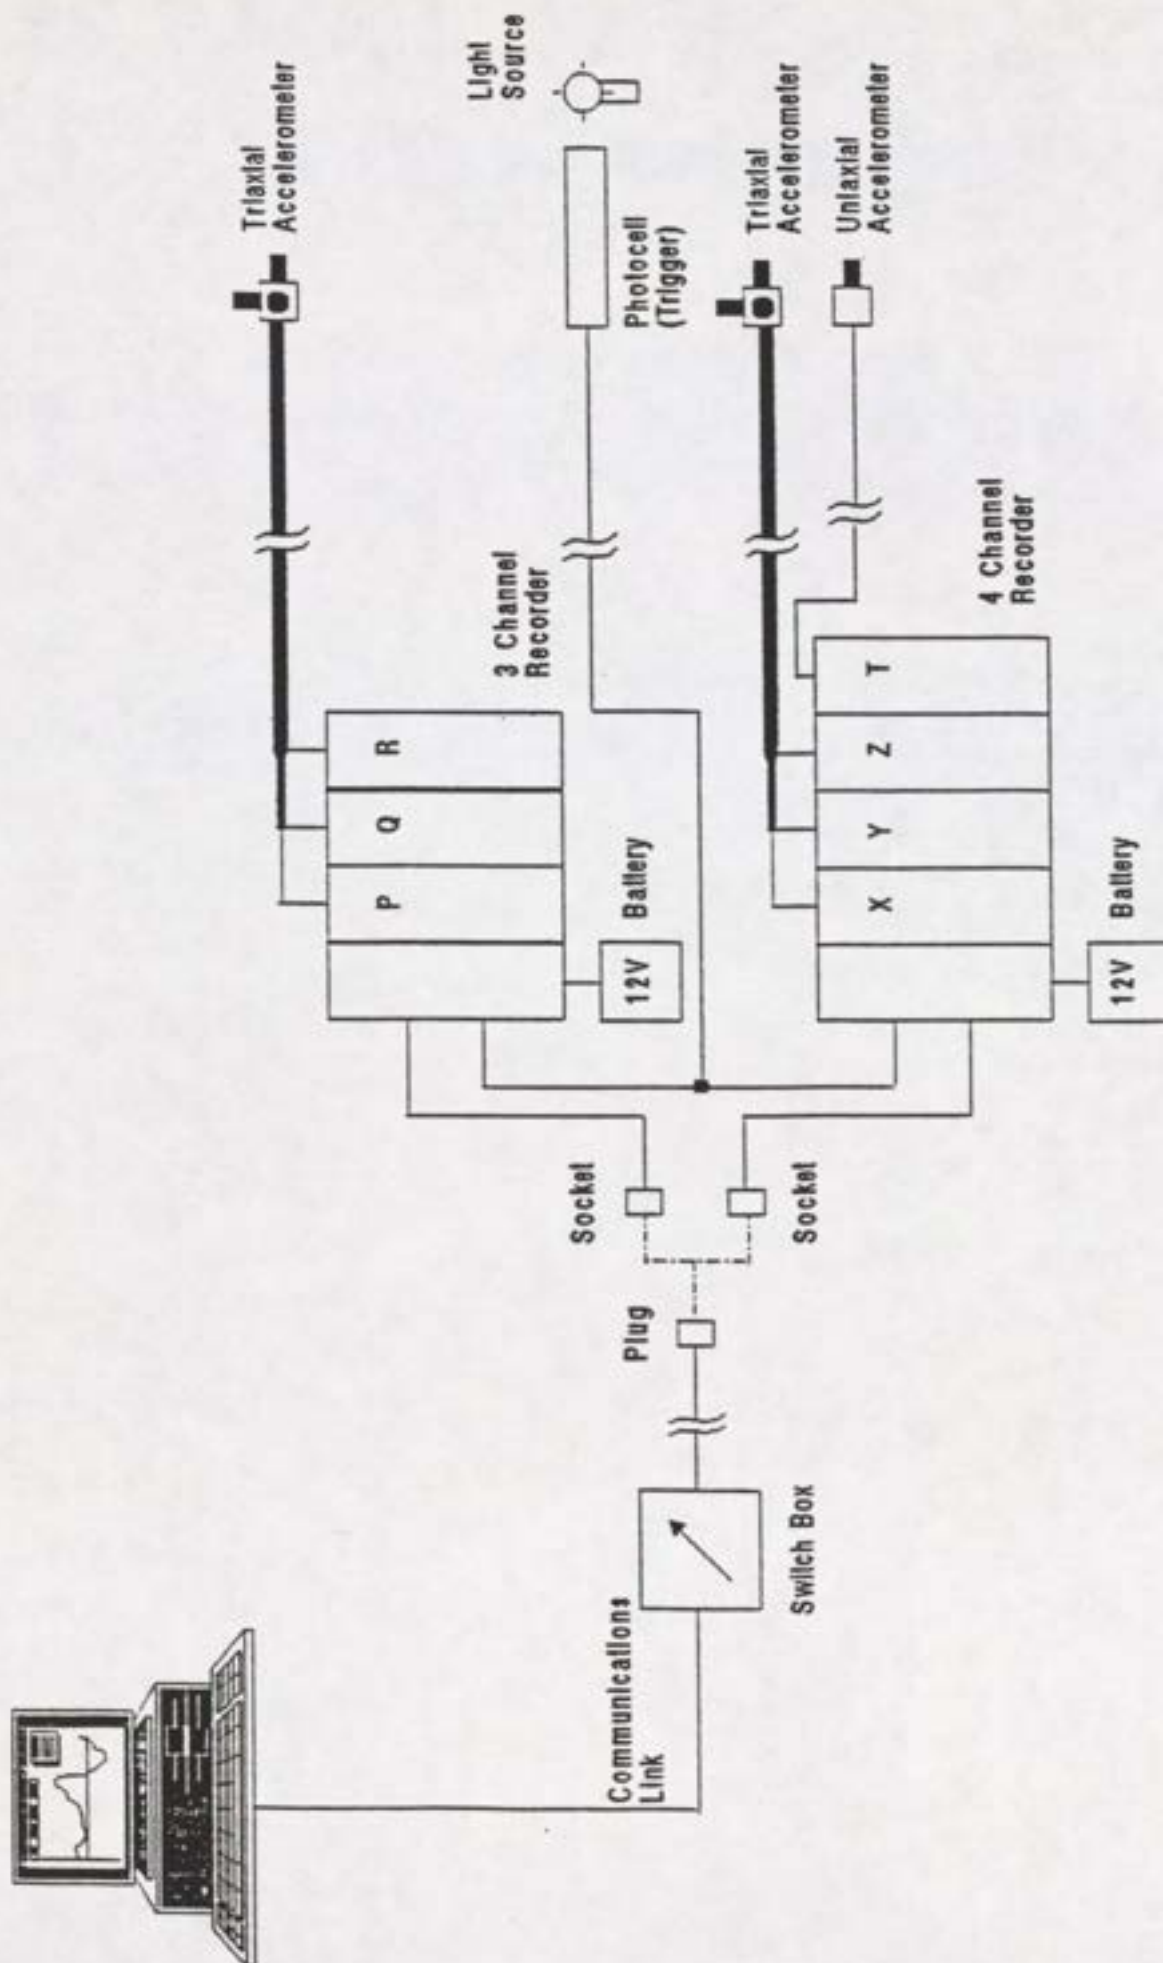 Communications
Link
Switch Box
Plug
Socket
Socket
P
Q
R
3 Channel
Recorder
12V
Battery
Triaxial
Accelerometer
Light
Source
Photocell
(Trigger)
Triaxial
Accelerometer
Uniaxial
Accelerometer
X
Y
Z
T
4 Channel
Recorder
12V
Battery